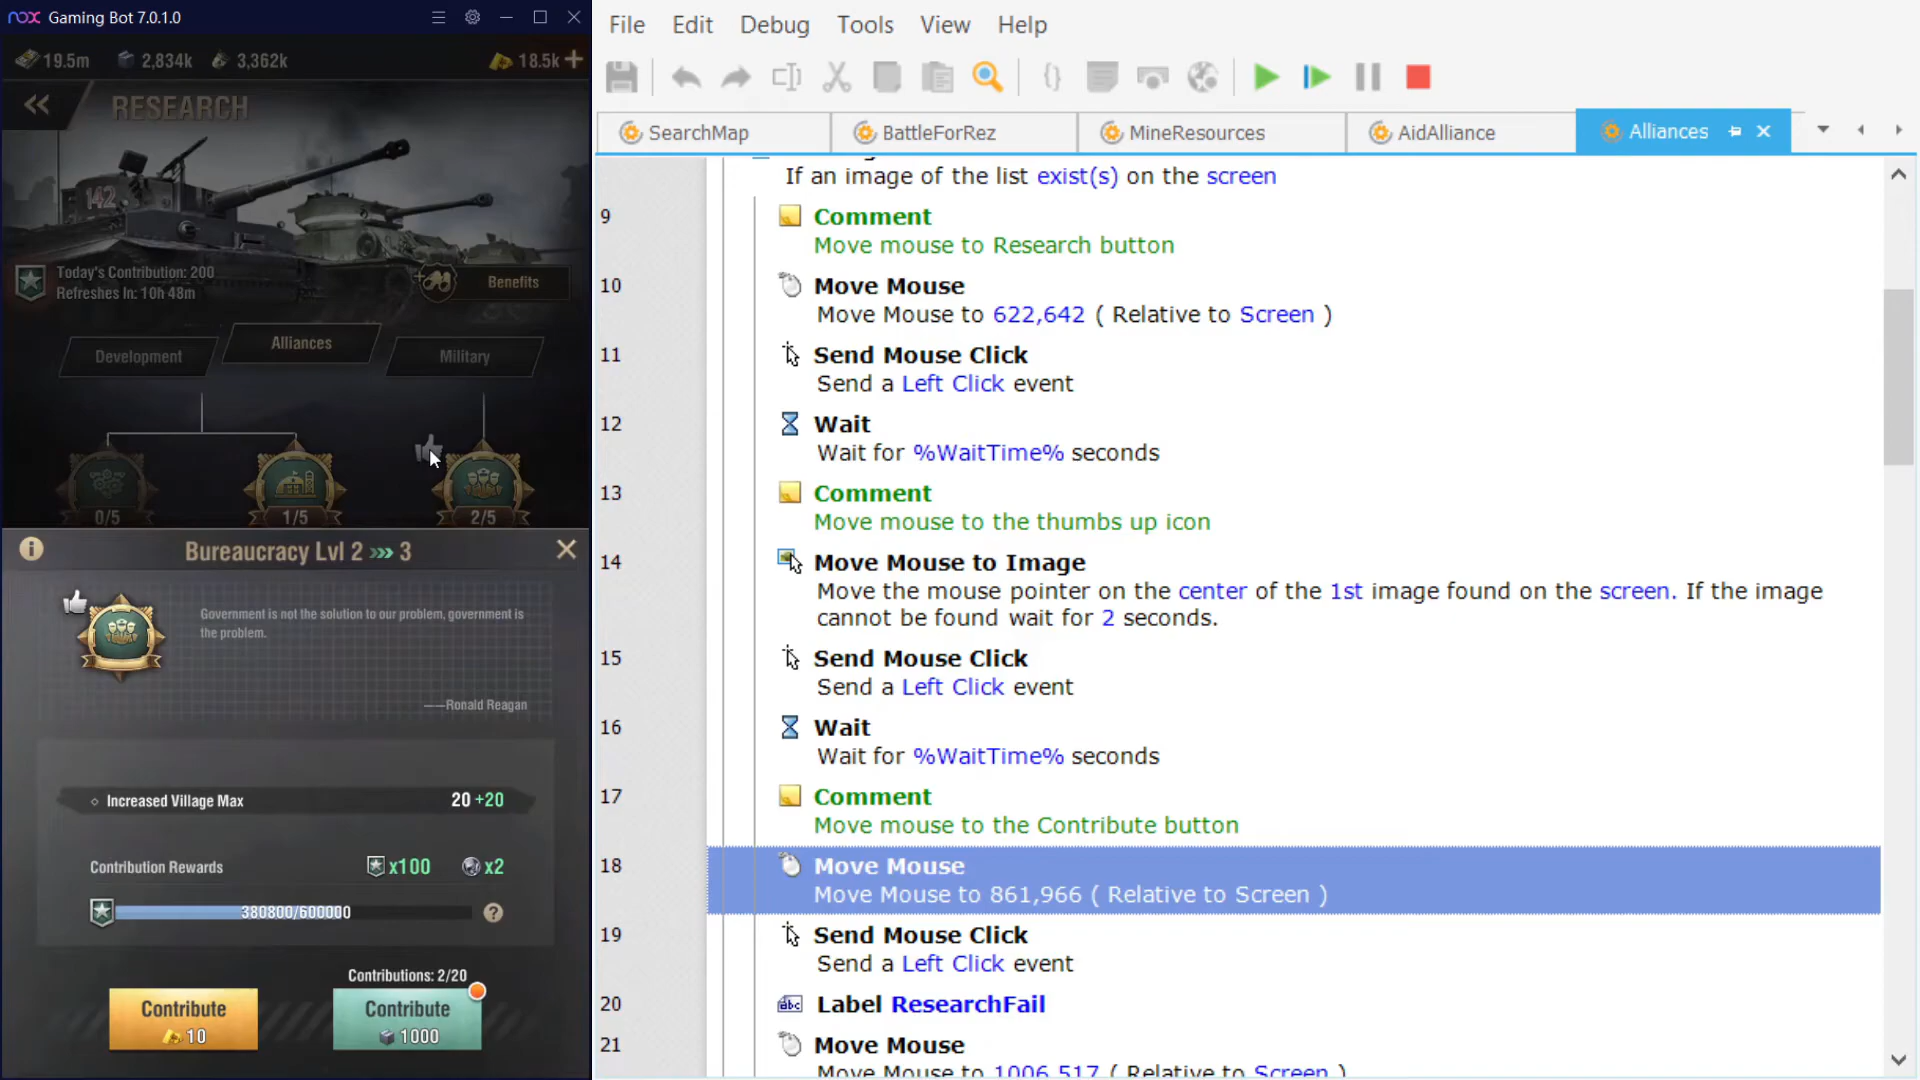 nox Gaming Bot 7.0.1.0
19.5m 2,834k 3,362k 18.5k
RESEARCH
142
Today's Contribution: 200
Refreshes In: 10h 48m
Benefits
Development
Alliances
Military
0/5
1/5
2/5
Bureaucracy Lvl 2 >>> 3
Government is not the solution to our problem, government is
the problem.
——Ronald Reagan
Increased Village Max 20 +20
Contribution Rewards x100 x2
380800/600000 ?
Contributions: 2/20
Contribute
10
Contribute
1000
File Edit Debug Tools View Help
SearchMap BattleForRez MineResources AidAlliance Alliances
If an image of the list exist(s) on the screen
9 Comment
Move mouse to Research button
10 Move Mouse
Move Mouse to 622,642 ( Relative to Screen )
11 Send Mouse Click
Send a Left Click event
12 Wait
Wait for %WaitTime% seconds
13 Comment
Move mouse to the thumbs up icon
14 Move Mouse to Image
Move the mouse pointer on the center of the 1st image found on the screen. If the image
cannot be found wait for 2 seconds.
15 Send Mouse Click
Send a Left Click event
16 Wait
Wait for %WaitTime% seconds
17 Comment
Move mouse to the Contribute button
18 Move Mouse
Move Mouse to 861,966 ( Relative to Screen )
19 Send Mouse Click
Send a Left Click event
20 abc Label ResearchFail
21 Move Mouse
Move Mouse to 1006,517 ( Relative to Screen )